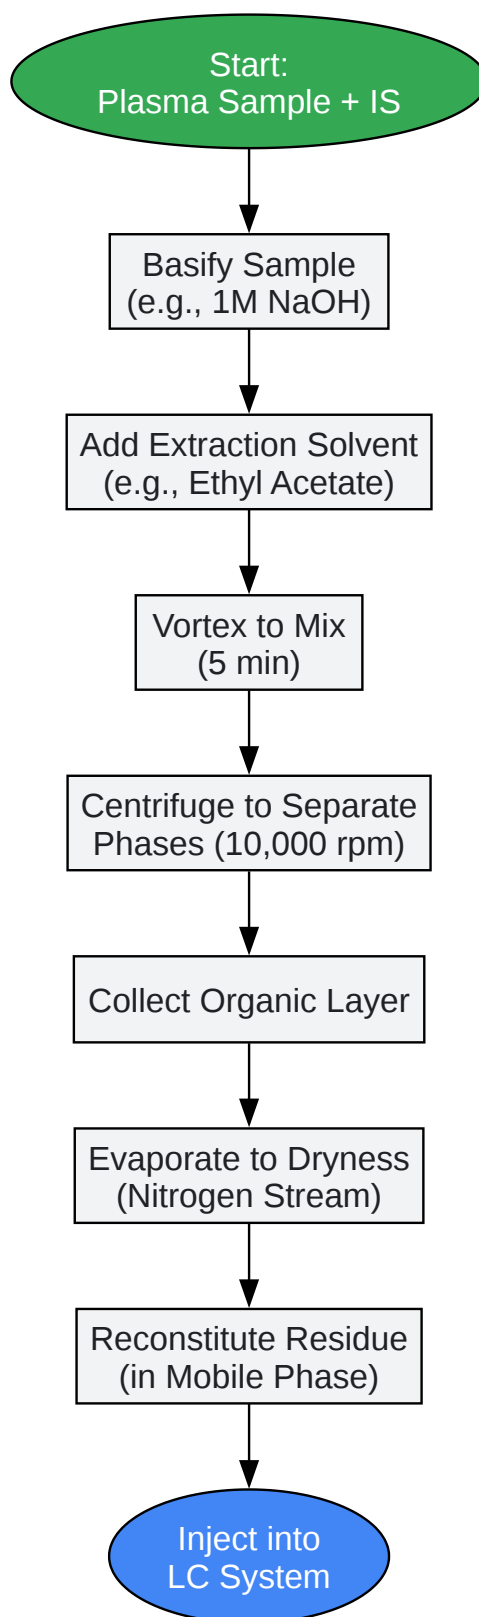 Start:
Plasma Sample + IS
Basify Sample
(e.g., 1M NaOH)
Add Extraction Solvent
(e.g., Ethyl Acetate)
Vortex to Mix
(5 min)
Centrifuge to Separate
Phases (10,000 rpm)
Collect Organic Layer
Evaporate to Dryness
(Nitrogen Stream)
Reconstitute Residue
(in Mobile Phase)
Inject into
LC System